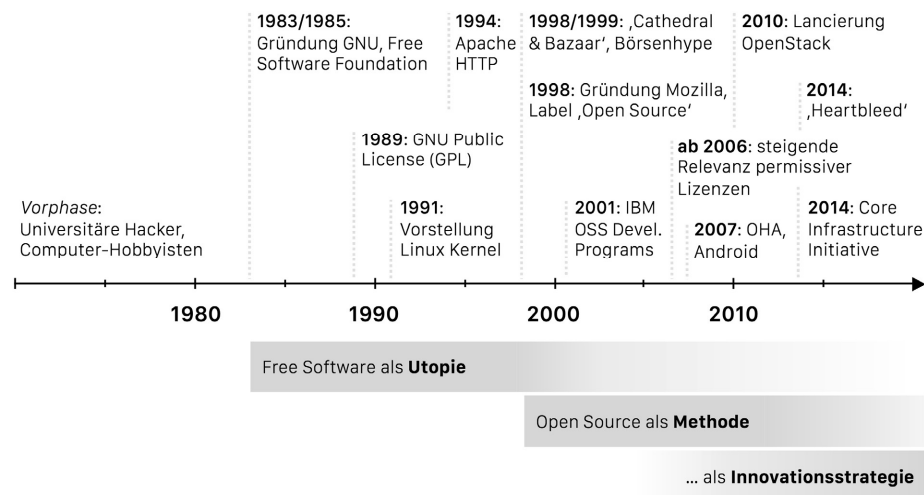 1983/1985:
Gründung GNU, Free
Software Foundation
1994:
Apache
HTTP
1998/1999: ‚Cathedral
& Bazaar‘, Börsenhype
2010: Lancierung
OpenStack
1998: Gründung Mozilla,
Label ‚Open Source‘
2014:
‚Heartbleed‘
1989: GNU Public
License (GPL)
ab 2006: steigende
Relevanz permissiver
Lizenzen
Vorphase:
Universitäre Hacker,
Computer-Hobbyisten
1991:
Vorstellung
Linux Kernel
2001: IBM
OSS Devel.
Programs
2007: OHA,
Android
2014: Core
Infrastructure
Initiative
1980
1990
2000
2010
Free Software als Utopie
Open Source als Methode
... als Innovationsstrategie